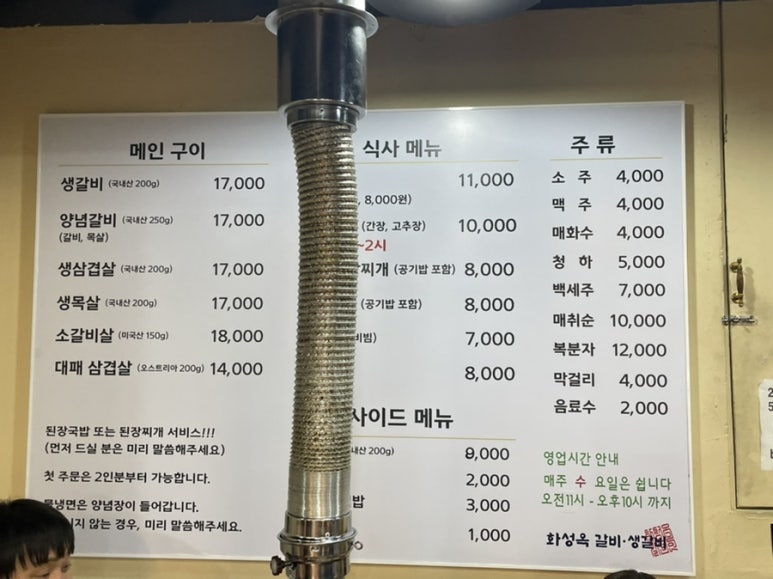 메인 구이
생갈비 (국내산 200g) 17,000
양념갈비 (국내산 250g) 17,000
(갈비, 목살)
생삼겹살 (국내산 200g) 17,000
생목살 (국내산 200g) 17,000
소갈비살 (미국산 150g) 18,000
대패 삼겹살 (오스트리아 200g) 14,000
된장국밥 또는 된장찌개 서비스!!!
(먼저 드실 분은 미리 말씀해주세요)
첫 주문은 2인분부터 가능합니다.
물냉면은 양념장이 들어갑니다.
않는 경우, 미리 말씀해주세요.
식사 메뉴
11,000
8,000원)
(간장, 고추장) 10,000
~2시
찌개 (공기밥 포함) 8,000
(공기밥 포함) 8,000
7,000
8,000
사이드 메뉴
200g) 9,000
2,000
밥 3,000
1,000
주 류
소 주 4,000
맥 주 4,000
매화수 4,000
청 하 5,000
백세주 7,000
매취순 10,000
복분자 12,000
막걸리 4,000
음료수 2,000
영업시간 안내
매주 수 요일은 쉽니다
오전11시 - 오후10시 까지
화성옥 갈비·생갈비